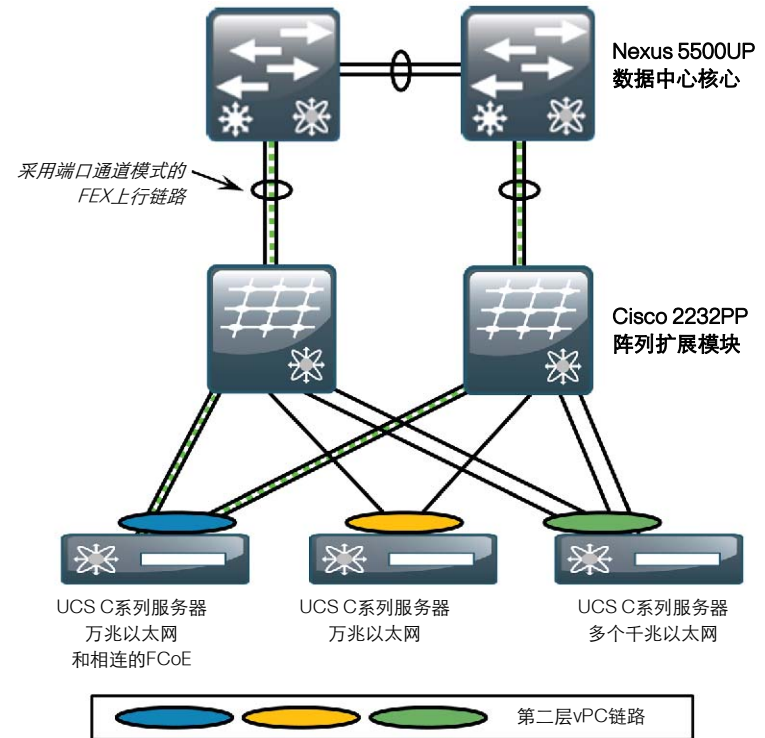 Nexus 5500UP
数据中心核心
采用端口通道模式的
FEX上行链路
Cisco 2232PP
阵列扩展模块
UCS C系列服务器
万兆以太网
和相连的FCoE
UCS C系列服务器
万兆以太网
UCS C系列服务器
多个千兆以太网
第二层vPC链路